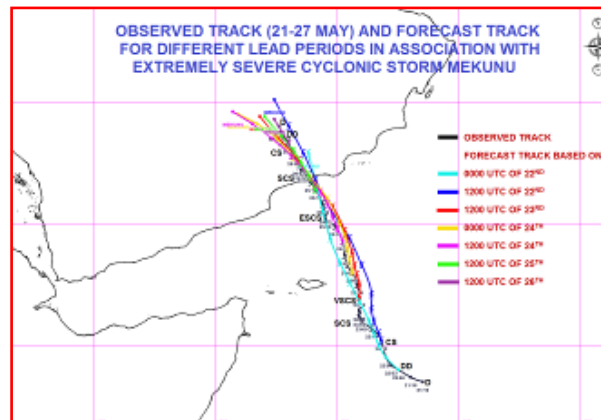 OBSERVED TRACK (21-27 MAY) AND FORECAST TRACK
FOR DIFFERENT LEAD PERIODS IN ASSOCIATION WITH
EXTREMELY SEVERE CYCLONIC STORM MEKUNU
D
DD
CS
SCS
ESCS
VSCS
SCS
CS
DD
D
OBSERVED TRACK
FORECAST TRACK BASED ON
0000 UTC OF 22ND
1200 UTC OF 22ND
1200 UTC OF 23RD
0000 UTC OF 24TH
1200 UTC OF 24TH
1200 UTC OF 25TH
1200 UTC OF 26TH